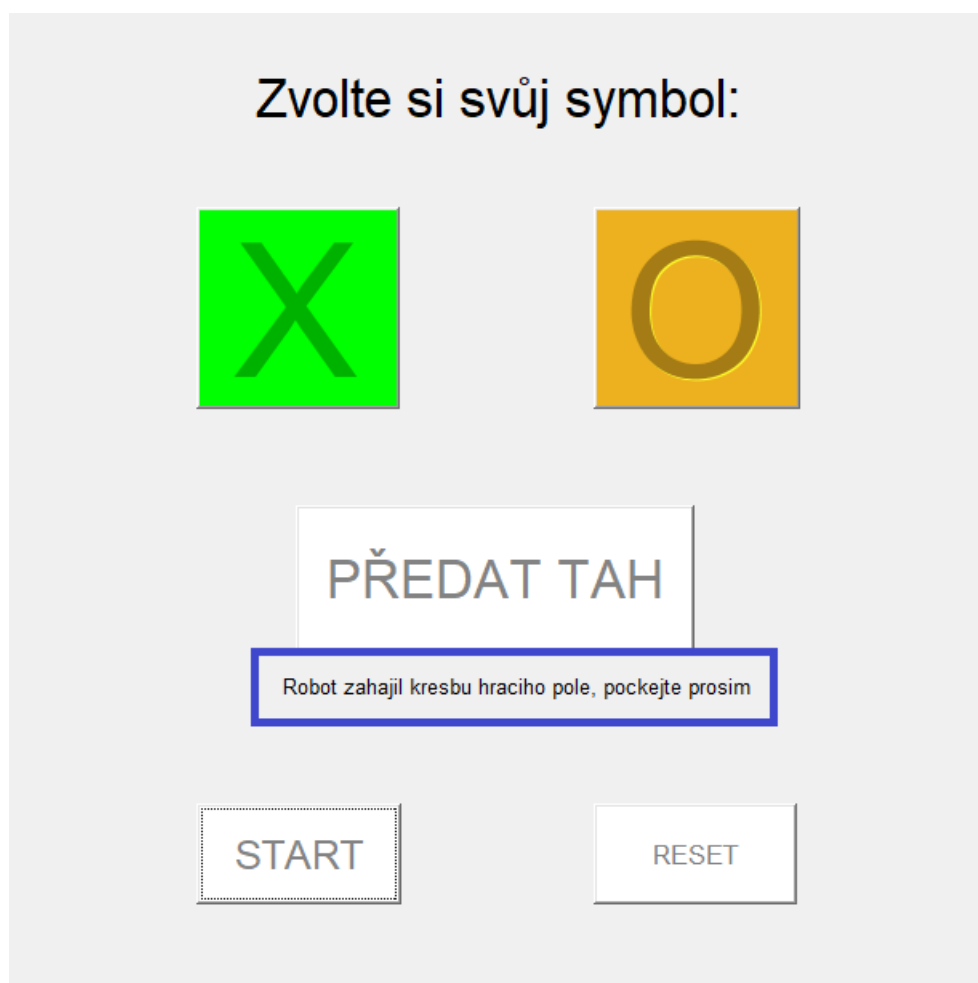 Zvolte si svůj symbol:
X O
PŘEDAT TAH
Robot zahajil kresbu hraciho pole, pockejte prosim
START RESET